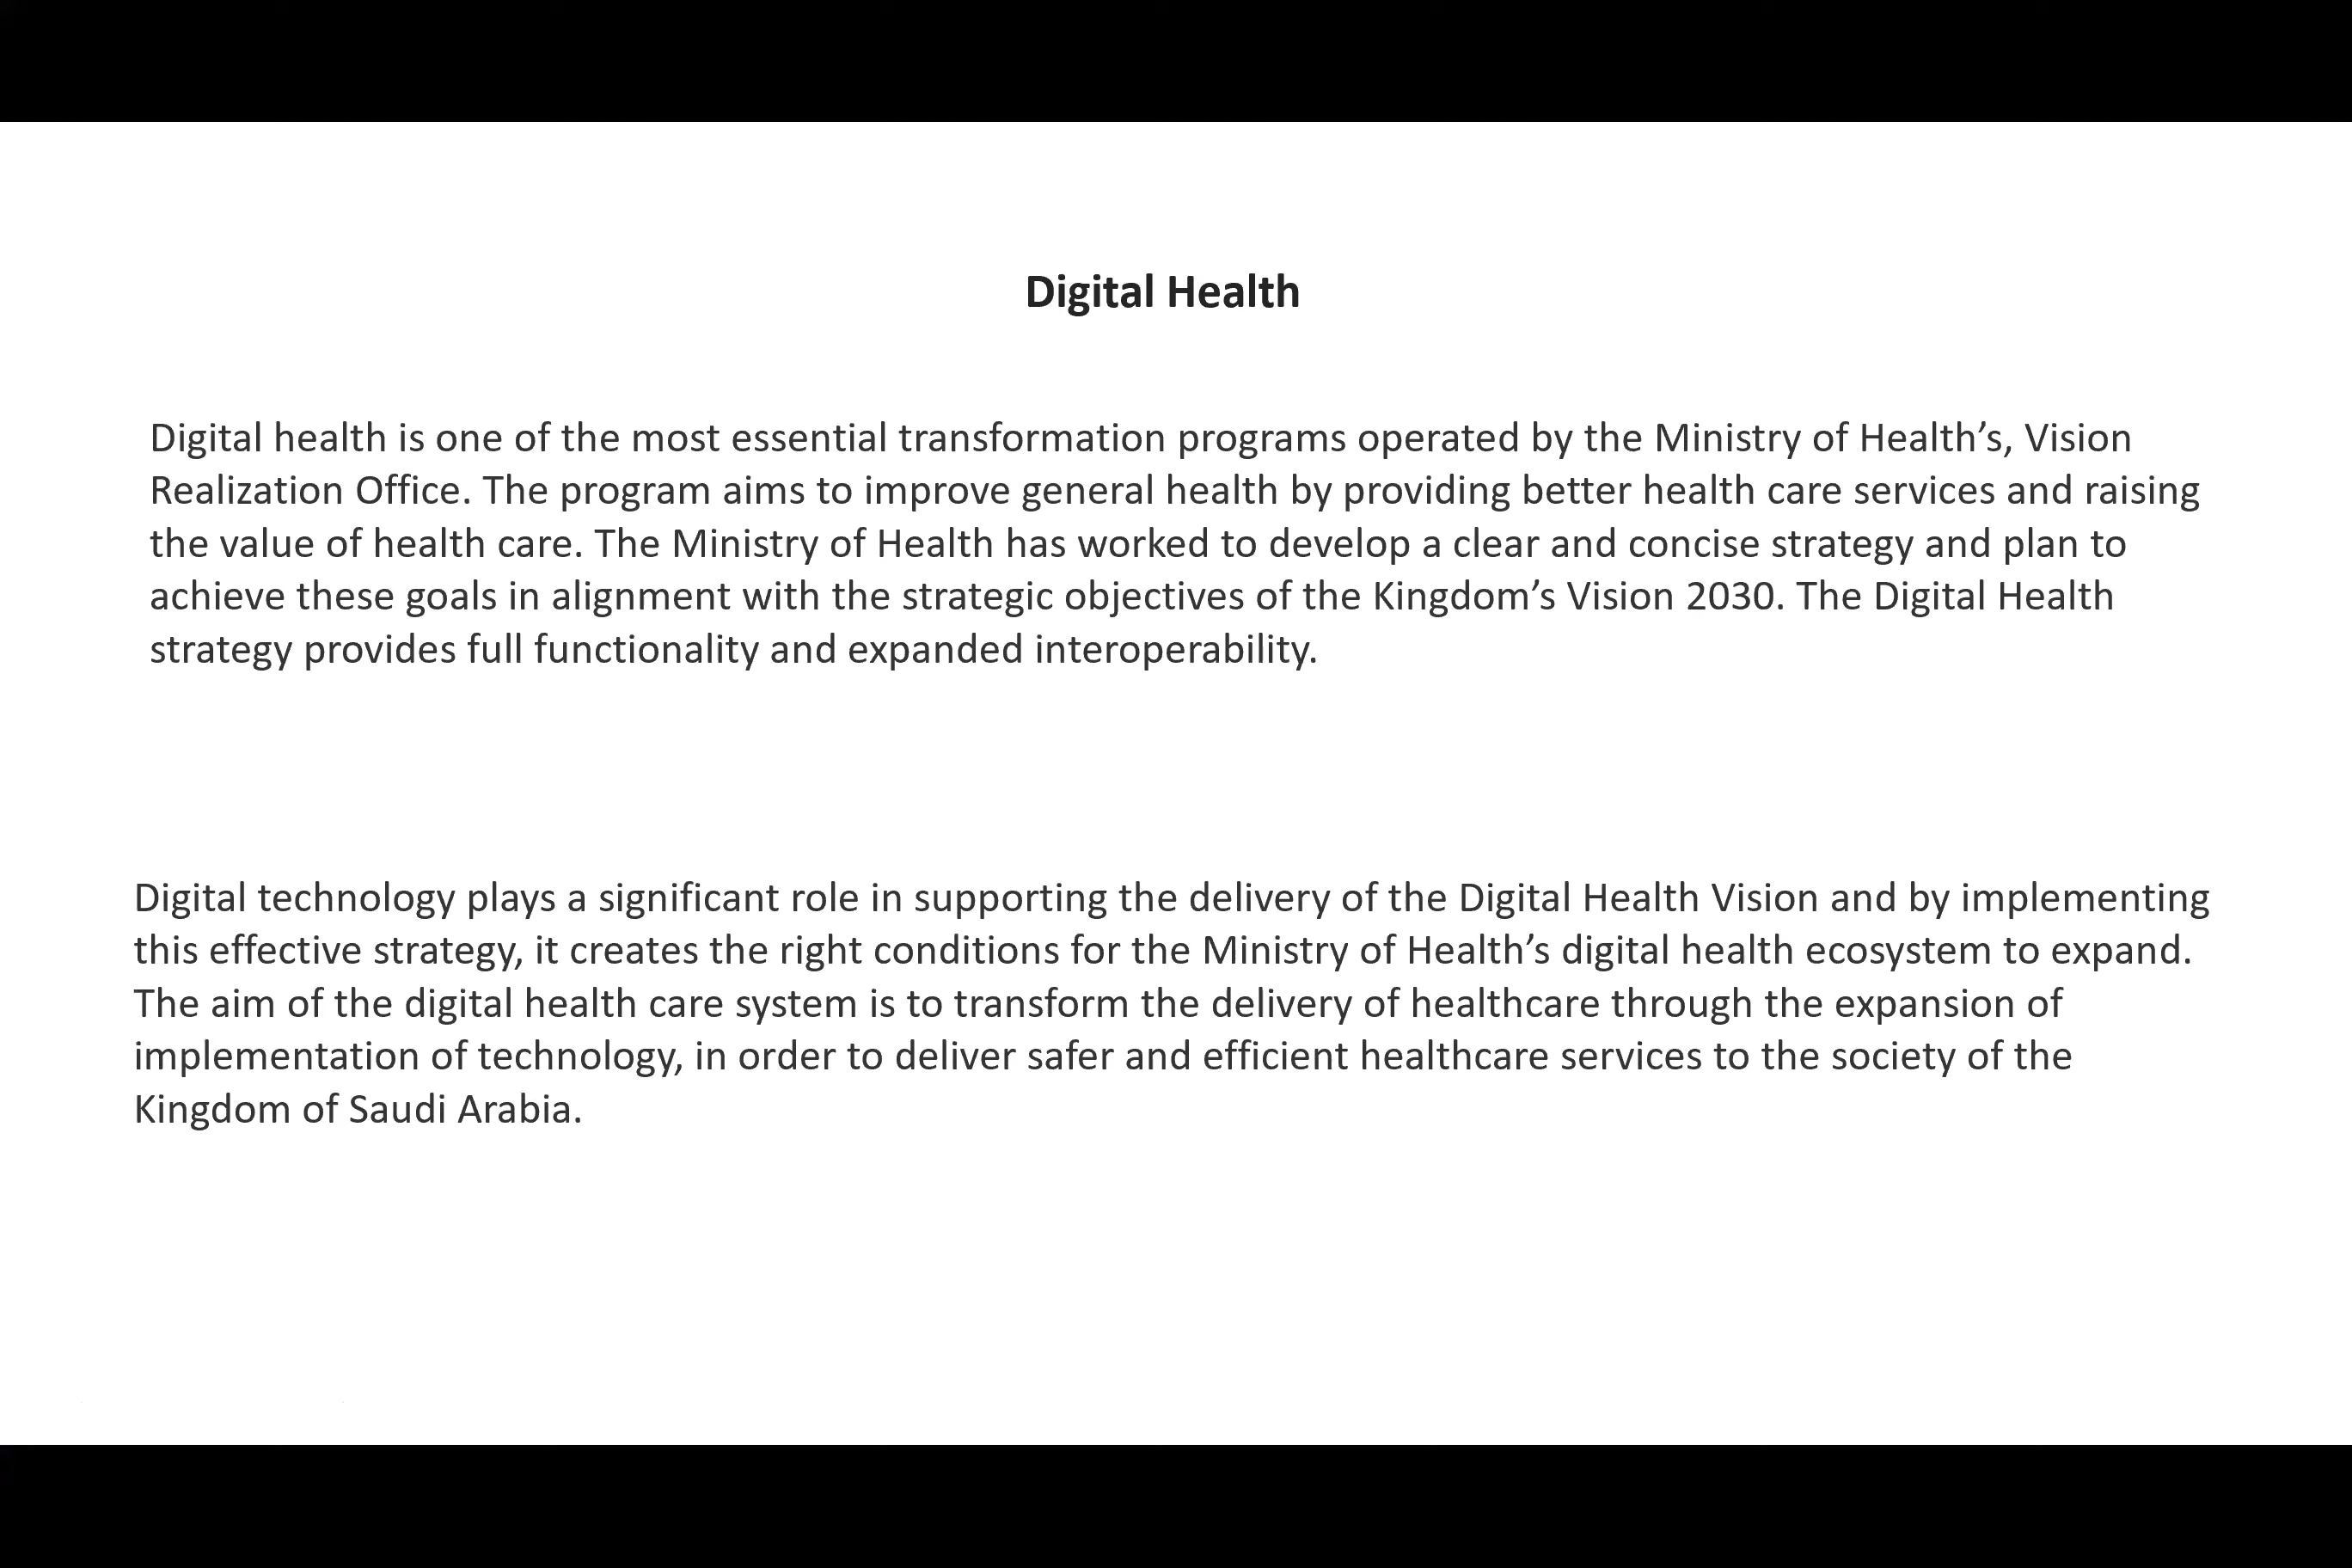 Digital Health
Digital health is one of the most essential transformation programs operated by the Ministry of Health’s, Vision
Realization Office. The program aims to improve general health by providing better health care services and raising
the value of health care. The Ministry of Health has worked to develop a clear and concise strategy and plan to
achieve these goals in alignment with the strategic objectives of the Kingdom’s Vision 2030. The Digital Health
strategy provides full functionality and expanded interoperability.
Digital technology plays a significant role in supporting the delivery of the Digital Health Vision and by implementing
this effective strategy, it creates the right conditions for the Ministry of Health’s digital health ecosystem to expand.
The aim of the digital health care system is to transform the delivery of healthcare through the expansion of
implementation of technology, in order to deliver safer and efficient healthcare services to the society of the
Kingdom of Saudi Arabia.